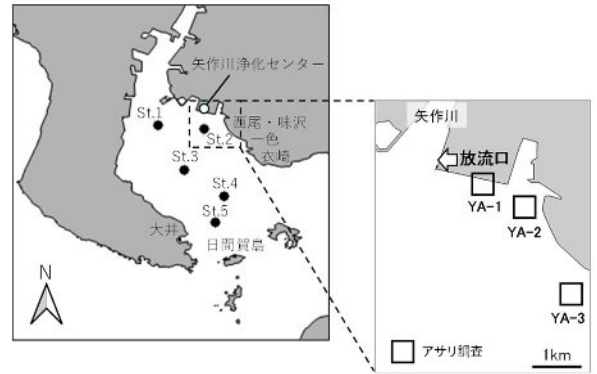 矢作川浄化センター
St.1
St.2
西尾・味沢
一色
衣崎
St.3
St.4
St.5
大井
日間賀島
N
矢作川
放流口
YA-1
YA-2
YA-3
アサリ調査
1km